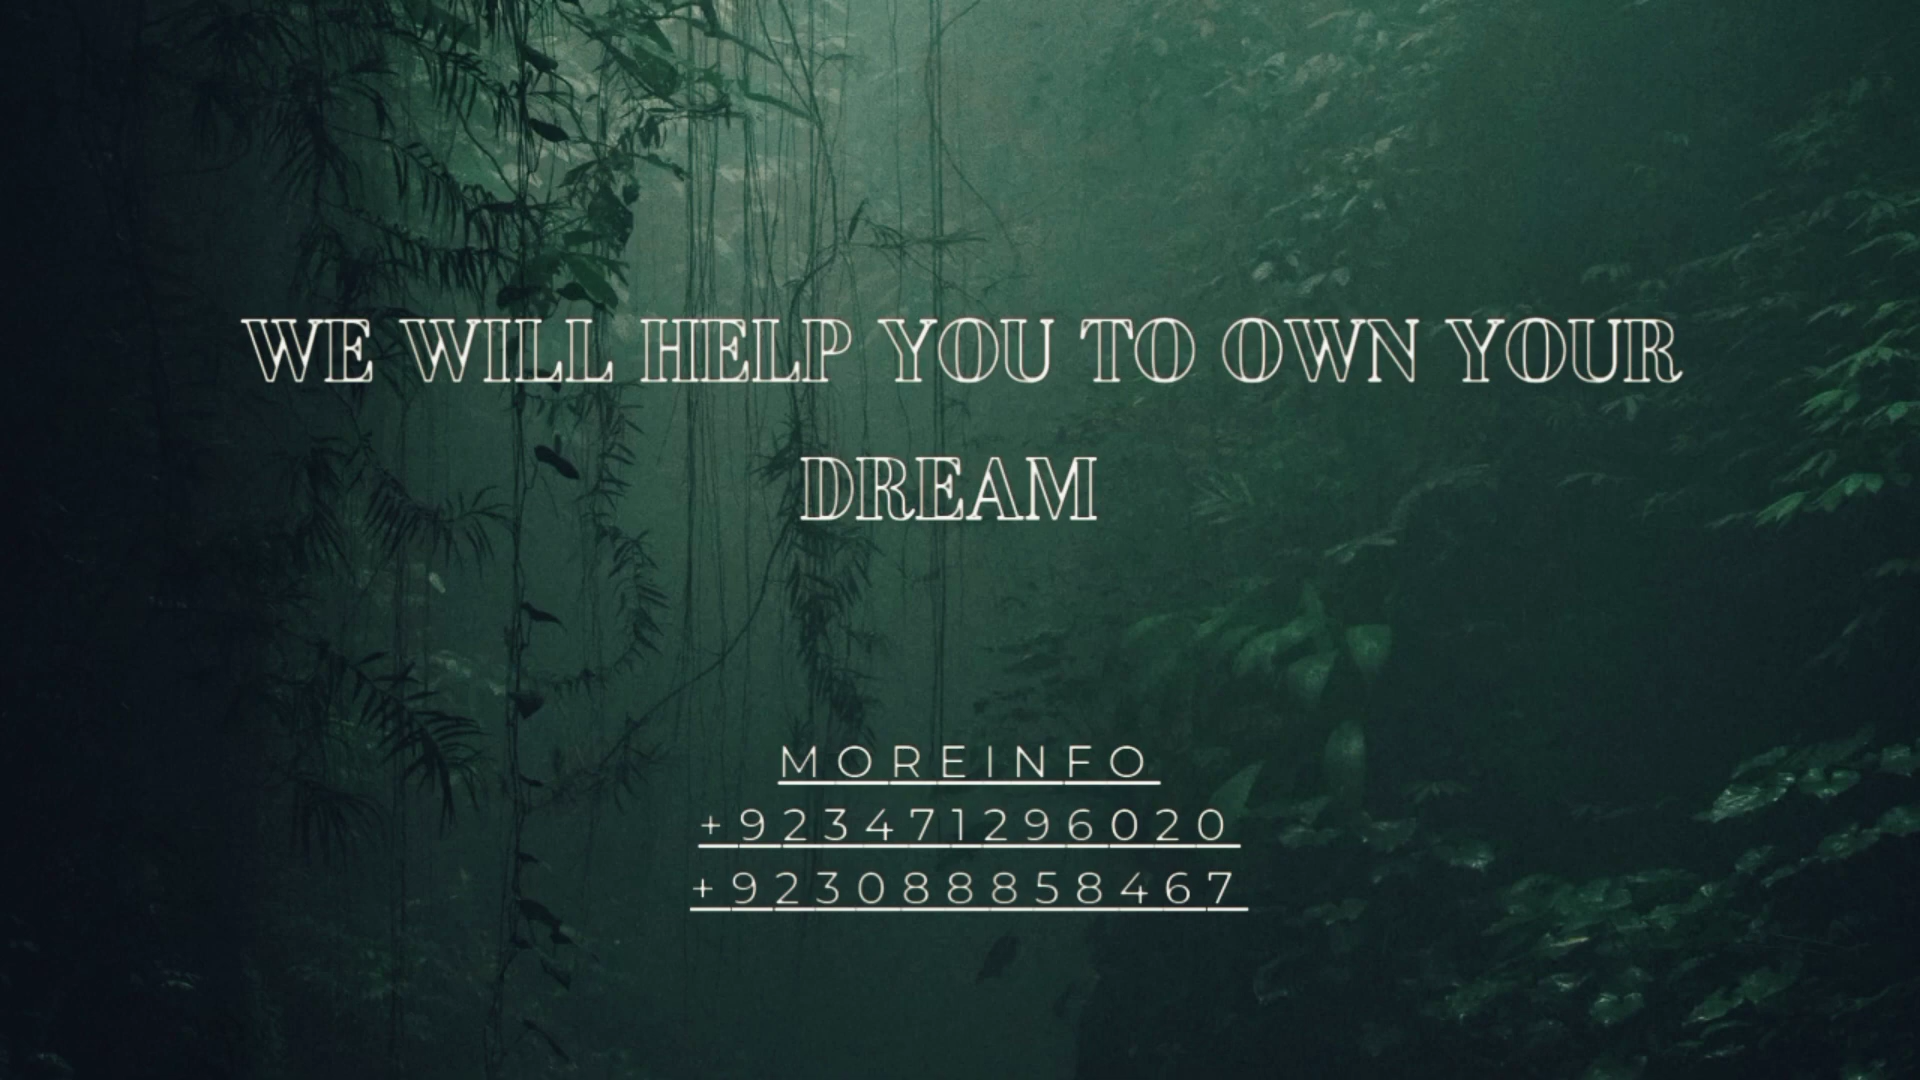 WE WILL HELP YOU TO OWN YOUR
DREAM
MOREINFO
+923471296020
+923088858467